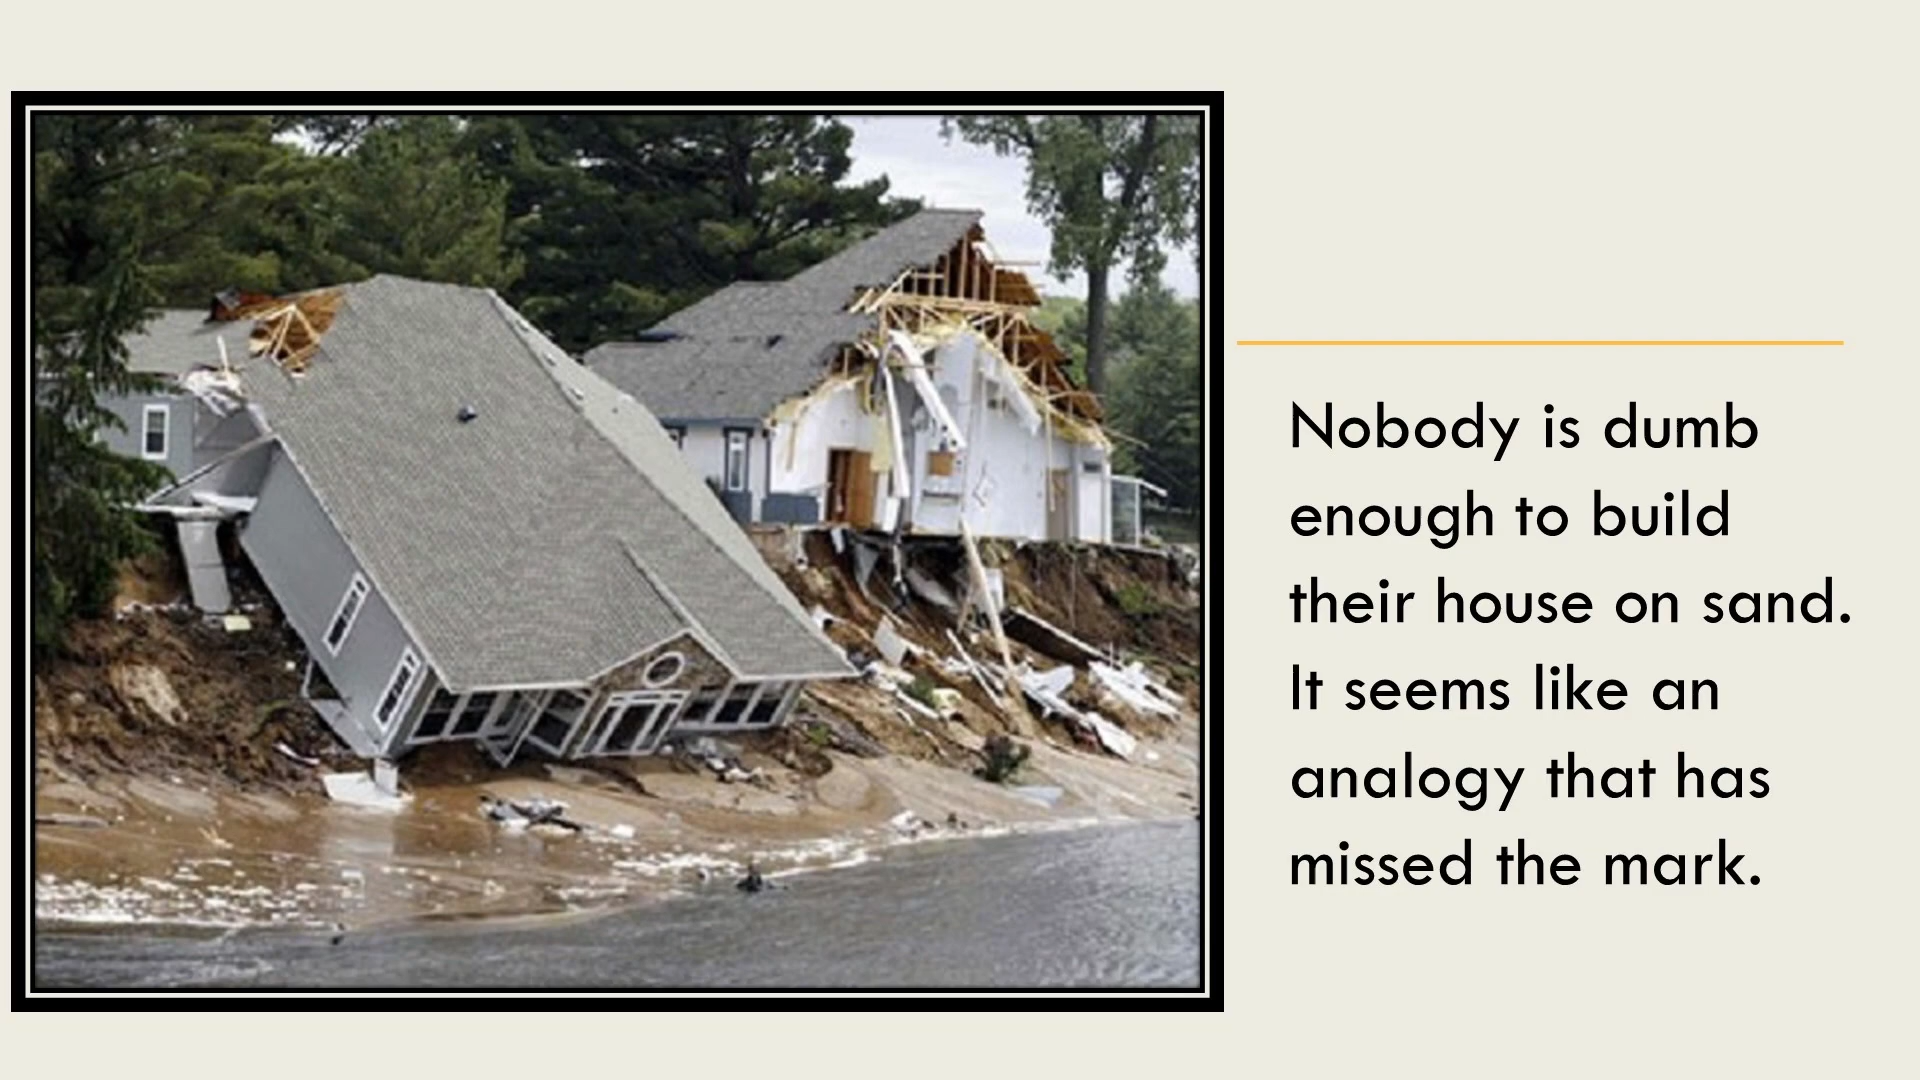 Nobody is dumb
enough to build
their house on sand.
It seems like an
analogy that has
missed the mark.